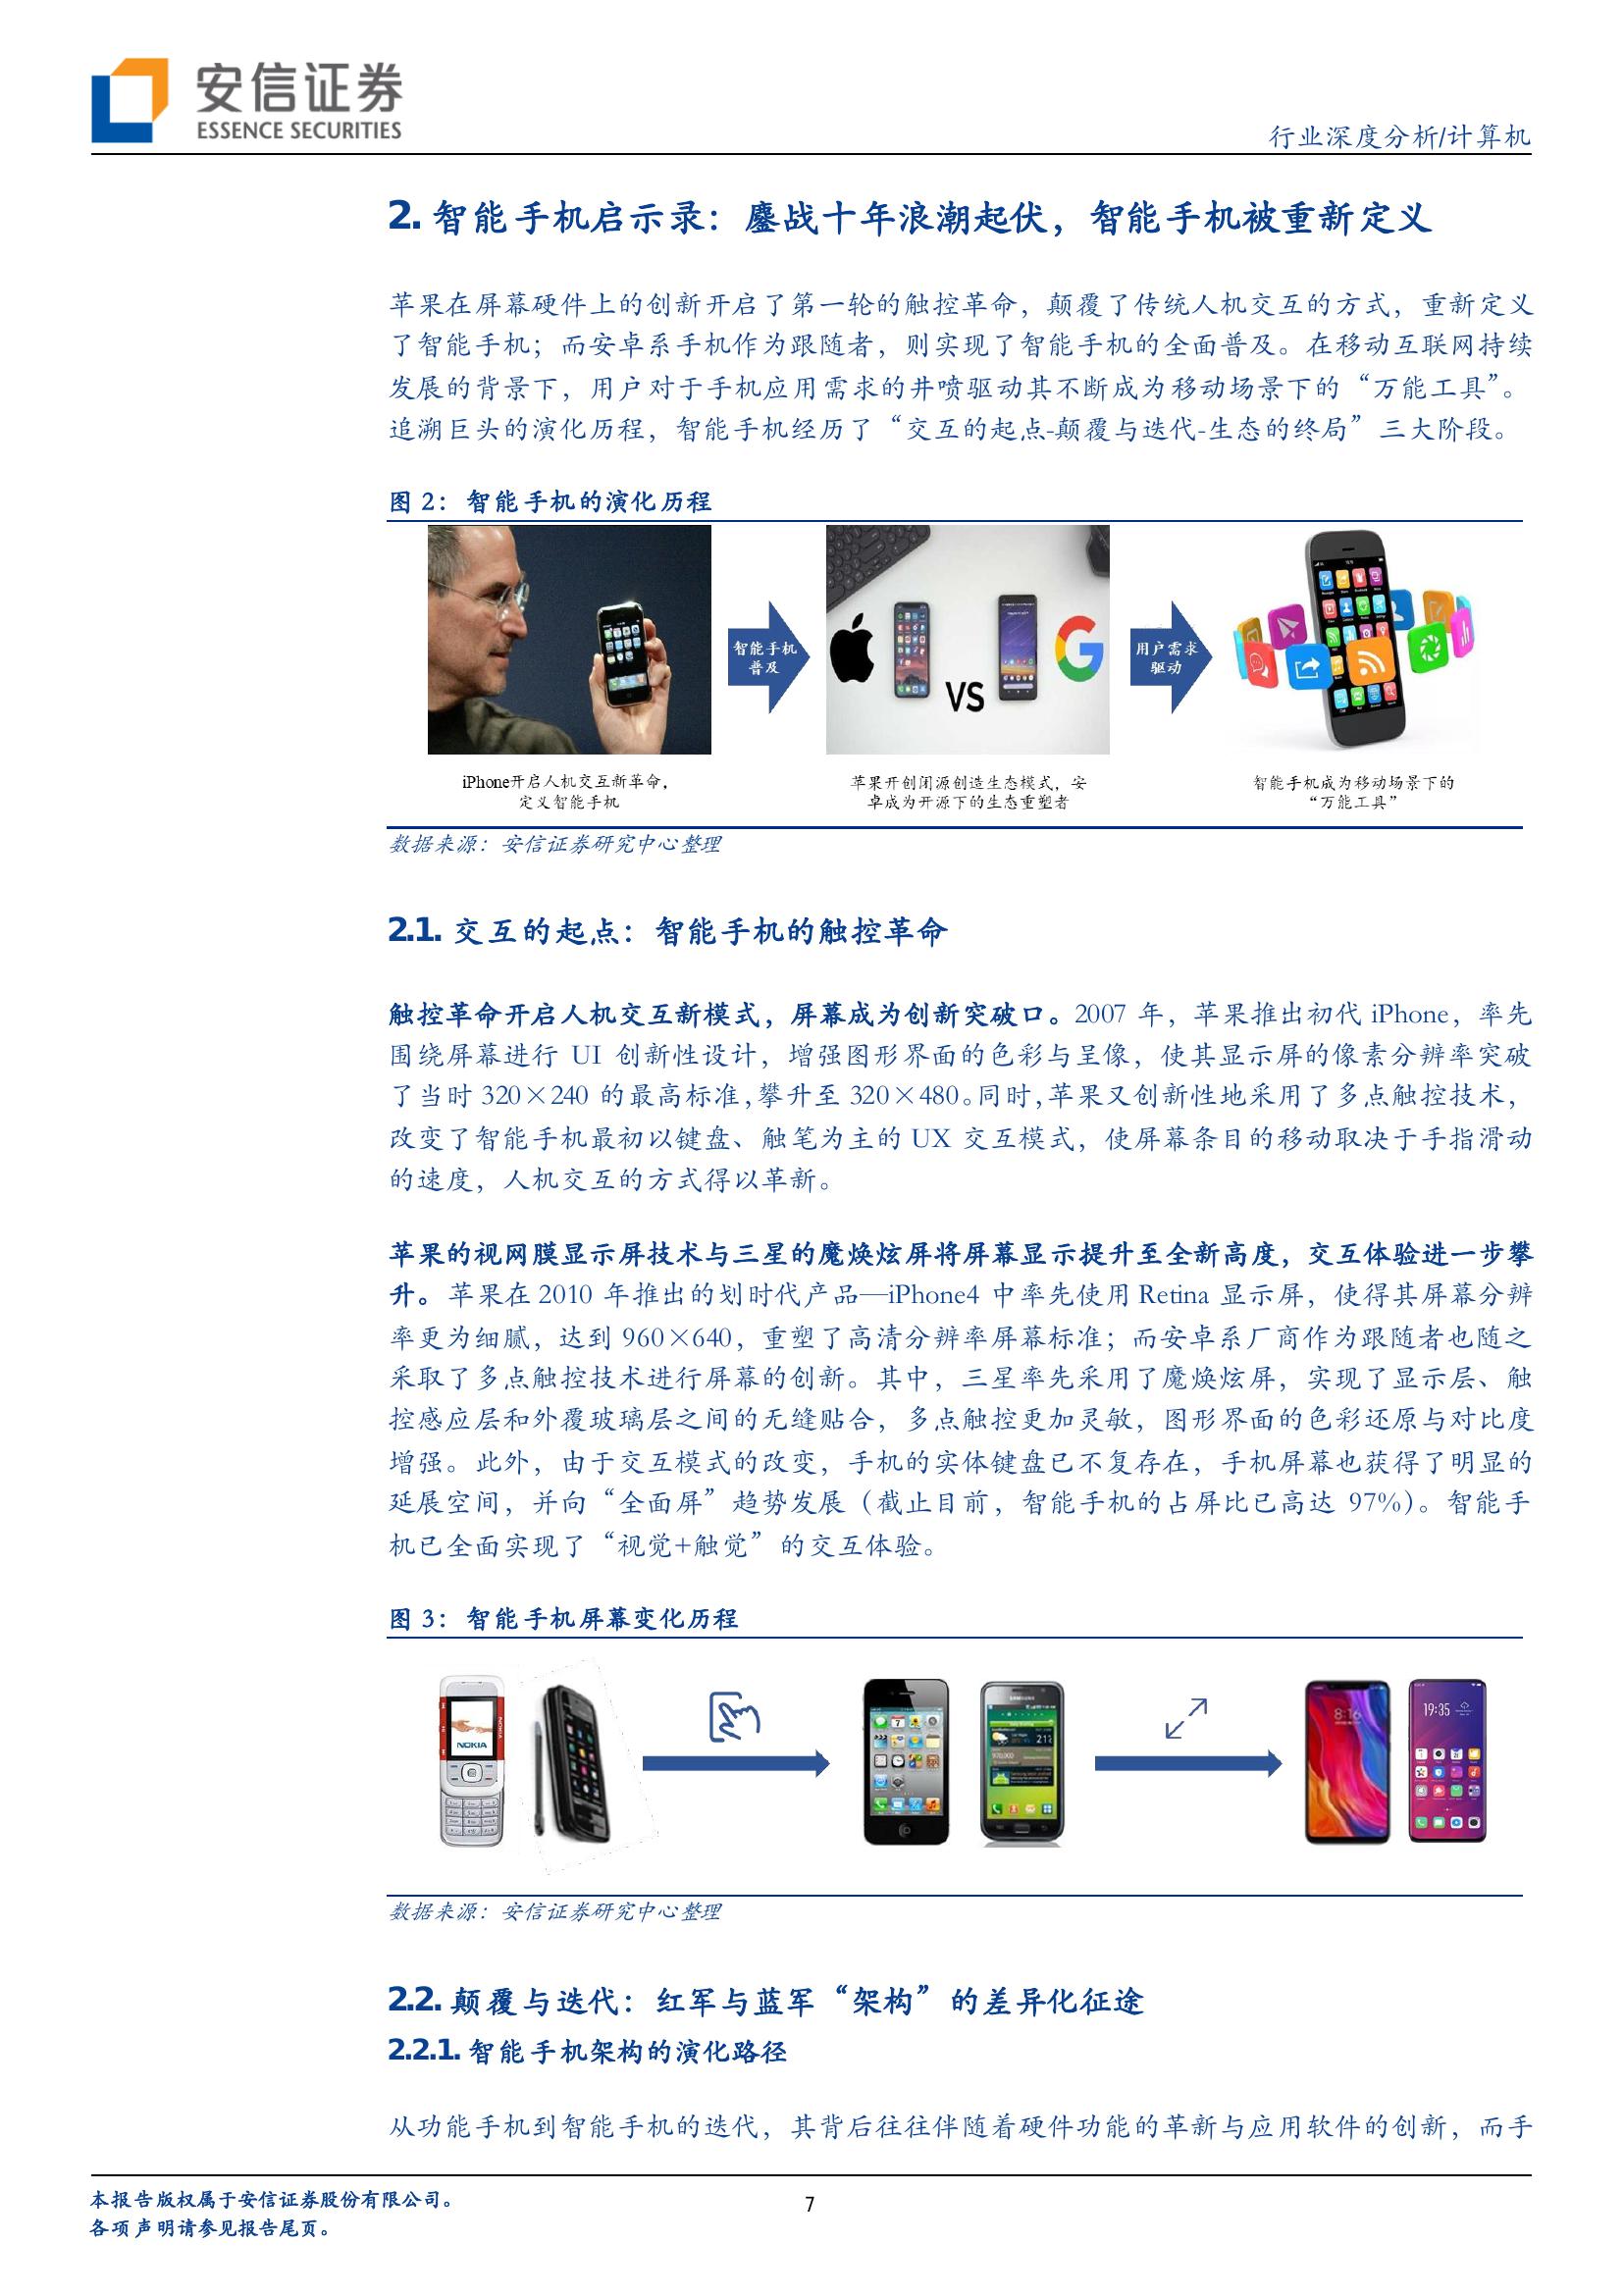 安信证券
ESSENCE SECURITIES
行业深度分析/计算机
2. 智能手机启示录：鏖战十年浪潮起伏，智能手机被重新定义
苹果在屏幕硬件上的创新开启了第一轮的触控革命，颠覆了传统人机交互的方式，重新定义
了智能手机；而安卓系手机作为跟随者，则实现了智能手机的全面普及。在移动互联网持续
发展的背景下，用户对于手机应用需求的井喷驱动其不断成为移动场景下的“万能工具”。
追溯巨头的演化历程，智能手机经历了“交互的起点-颠覆与迭代-生态的终局”三大阶段。
图 2：智能手机的演化历程
智能手机
普及
VS
用户需求
驱动
iPhone开启人机交互新革命，
定义智能手机
苹果开创闭源创造生态模式，安
卓成为开源下的生态重塑者
智能手机成为移动场景下的
“万能工具”
数据来源：安信证券研究中心整理
2.1. 交互的起点：智能手机的触控革命
触控革命开启人机交互新模式，屏幕成为创新突破口。2007 年，苹果推出初代 iPhone，率先
围绕屏幕进行 UI 创新性设计，增强图形界面的色彩与呈像，使其显示屏的像素分辨率突破
了当时 320×240 的最高标准，攀升至 320×480。同时，苹果又创新性地采用了多点触控技术，
改变了智能手机最初以键盘、触笔为主的 UX 交互模式，使屏幕条目的移动取决于手指滑动
的速度，人机交互的方式得以革新。
苹果的视网膜显示屏技术与三星的魔焕炫屏将屏幕显示提升至全新高度，交互体验进一步攀
升。苹果在 2010 年推出的划时代产品—iPhone4 中率先使用 Retina 显示屏，使得其屏幕分辨
率更为细腻，达到 960×640，重塑了高清分辨率屏幕标准；而安卓系厂商作为跟随者也随之
采取了多点触控技术进行屏幕的创新。其中，三星率先采用了魔焕炫屏，实现了显示层、触
控感应层和外覆玻璃层之间的无缝贴合，多点触控更加灵敏，图形界面的色彩还原与对比度
增强。此外，由于交互模式的改变，手机的实体键盘已不复存在，手机屏幕也获得了明显的
延展空间，并向“全面屏”趋势发展（截止目前，智能手机的占屏比已高达 97%）。智能手
机已全面实现了“视觉+触觉”的交互体验。
图 3：智能手机屏幕变化历程
NOKIA
NOKIA
SAMSUNG
8:16
19:35
数据来源：安信证券研究中心整理
2.2. 颠覆与迭代：红军与蓝军“架构”的差异化征途
2.2.1. 智能手机架构的演化路径
从功能手机到智能手机的迭代，其背后往往伴随着硬件功能的革新与应用软件的创新，而手
本报告版权属于安信证券股份有限公司。
各项声明请参见报告尾页。
7